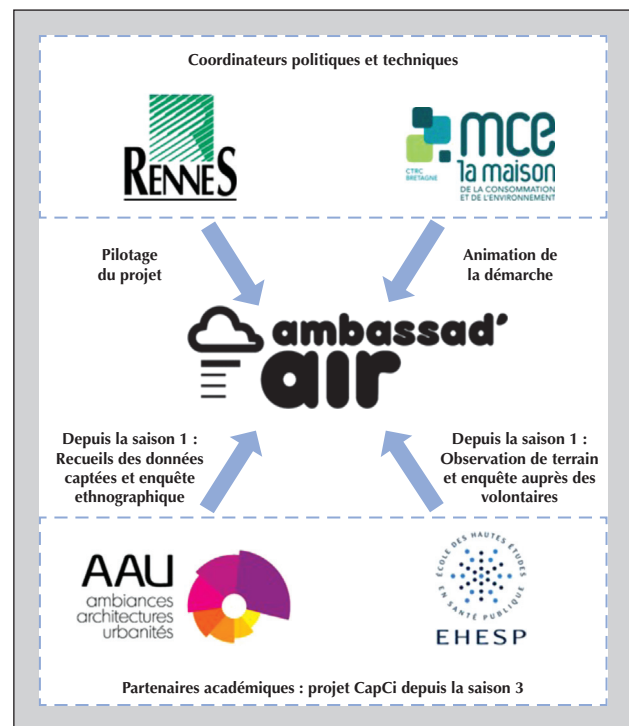 Coordinateurs politiques et techniques
RENNES
CTRC
BRETAGNE
mce
la maison
DE LA CONSOMMATION
ET DE L'ENVIRONNEMENT
Pilotage
du projet
Animation de
la démarche
ambassad'
air
Depuis la saison 1 :
Recueils des données
captées et enquête
ethnographique
Depuis la saison 1 :
Observation de terrain
et enquête auprès des
volontaires
AAU
ambiances
architectures
urbanités
ÉCOLE DES HAUTES ÉTUDES
EN SANTÉ PUBLIQUE
EHESP
Partenaires académiques : projet CapCi depuis la saison 3